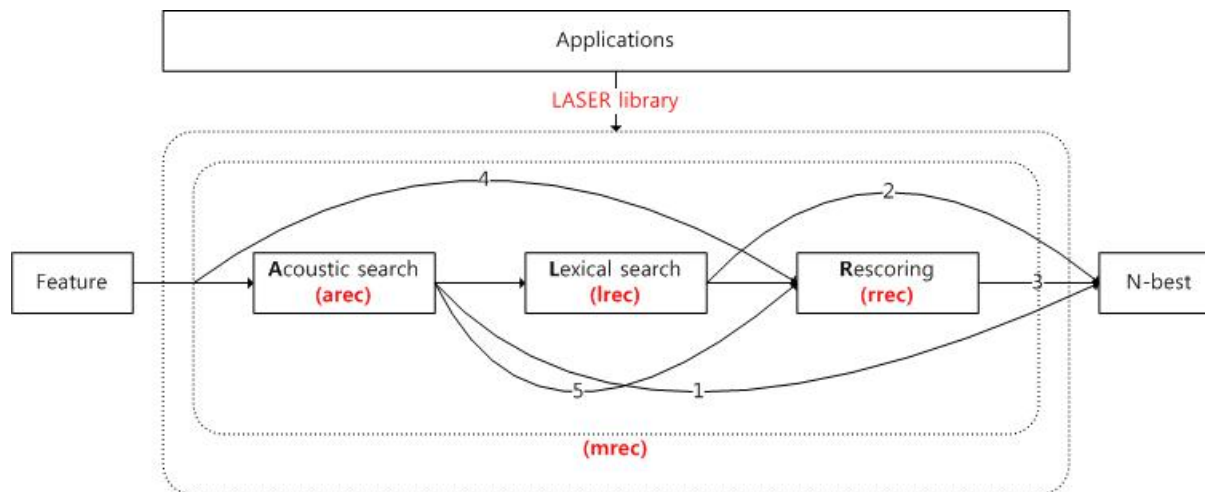 Applications
LASER library
4
2
Feature
Acoustic search
(arec)
Lexical search
(lrec)
Rescoring
(rrec)
3
N-best
5
1
(mrec)